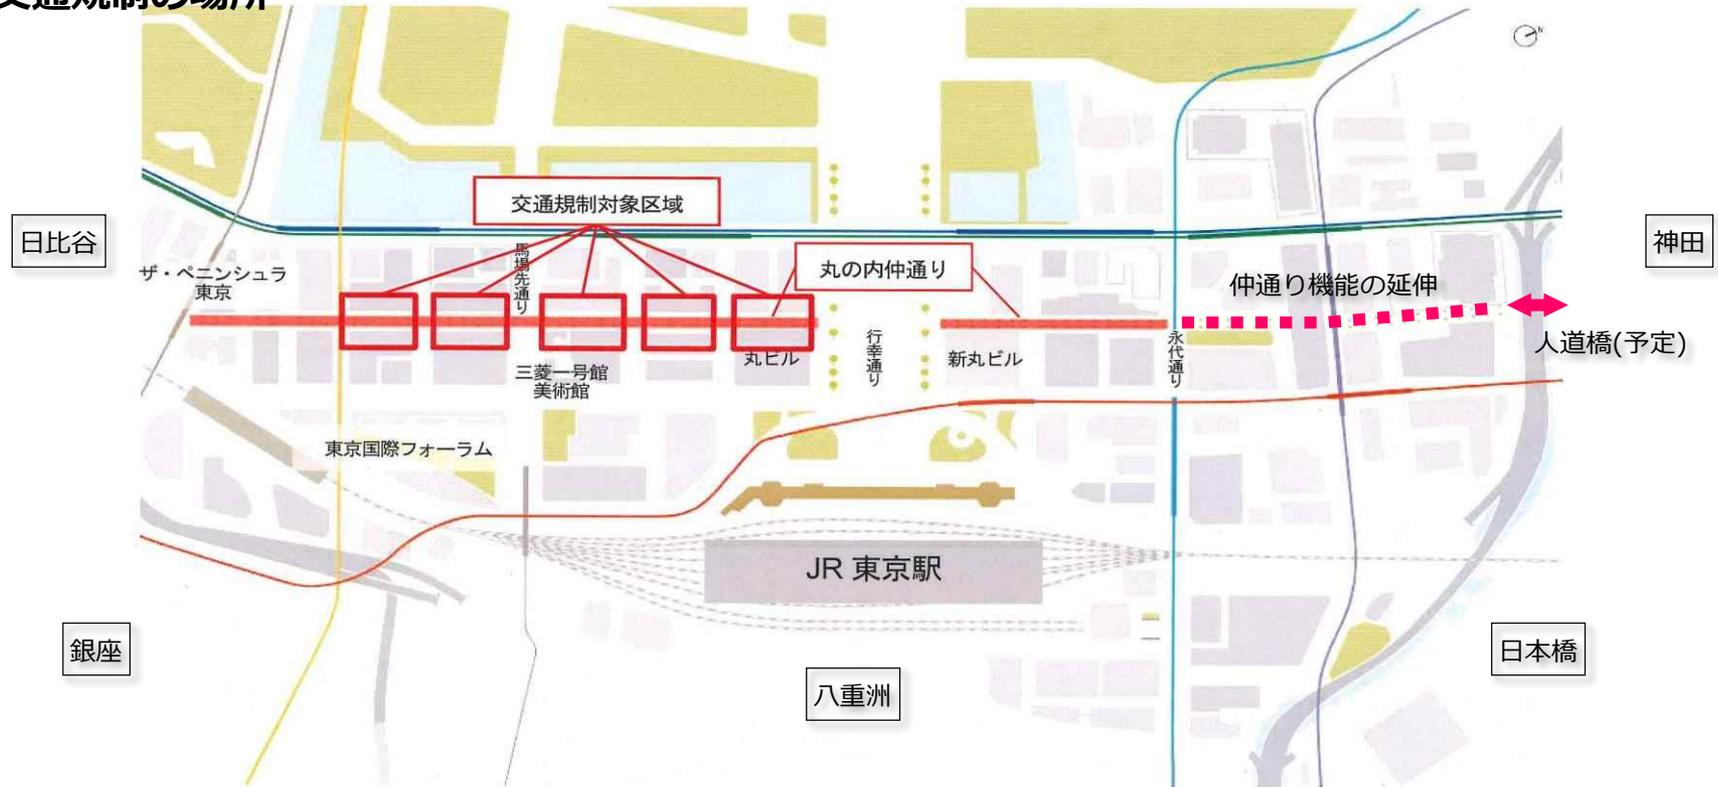 交通規制の場所
N
交通規制対象区域
日比谷
神田
馬場先通り
丸の内仲通り
ザ・ペニンシュラ
東京
仲通り機能の延伸
人道橋(予定)
丸ビル
行幸通り
新丸ビル
永代通り
三菱一号館
美術館
東京国際フォーラム
JR 東京駅
銀座
八重洲
日本橋